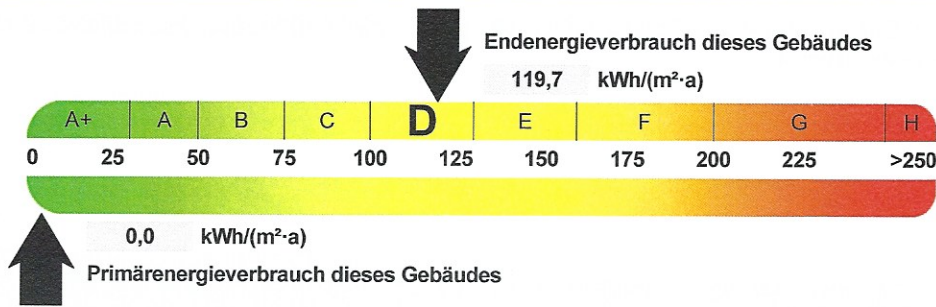 Endenergieverbrauch dieses Gebäudes
119,7 kWh/(m²·a)
A+ A B C D E F G H
0 25 50 75 100 125 150 175 200 225 >250
0,0 kWh/(m²·a)
Primärenergieverbrauch dieses Gebäudes